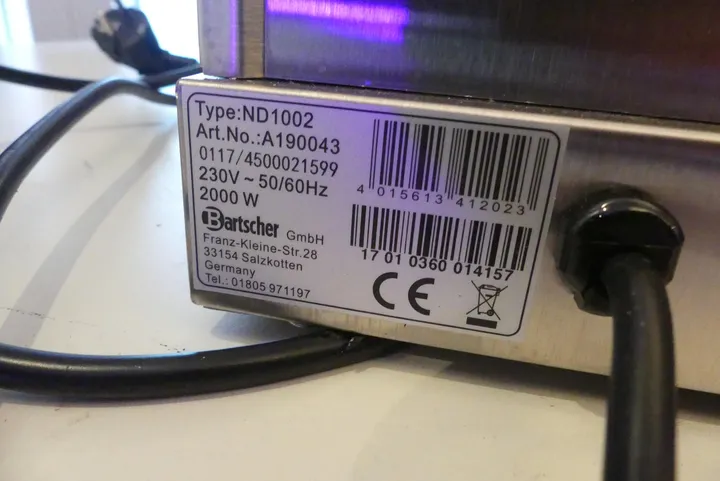 Type:ND1002
Art.No.:A190043
0117/4500021599
230V ~ 50/60Hz
2000 W
Bartscher GmbH
Franz-Kleine-Str.28
33154 Salzkotten
Germany
Tel.: 01805 971197
4 015613 412023
17 01 0360 014157
CE